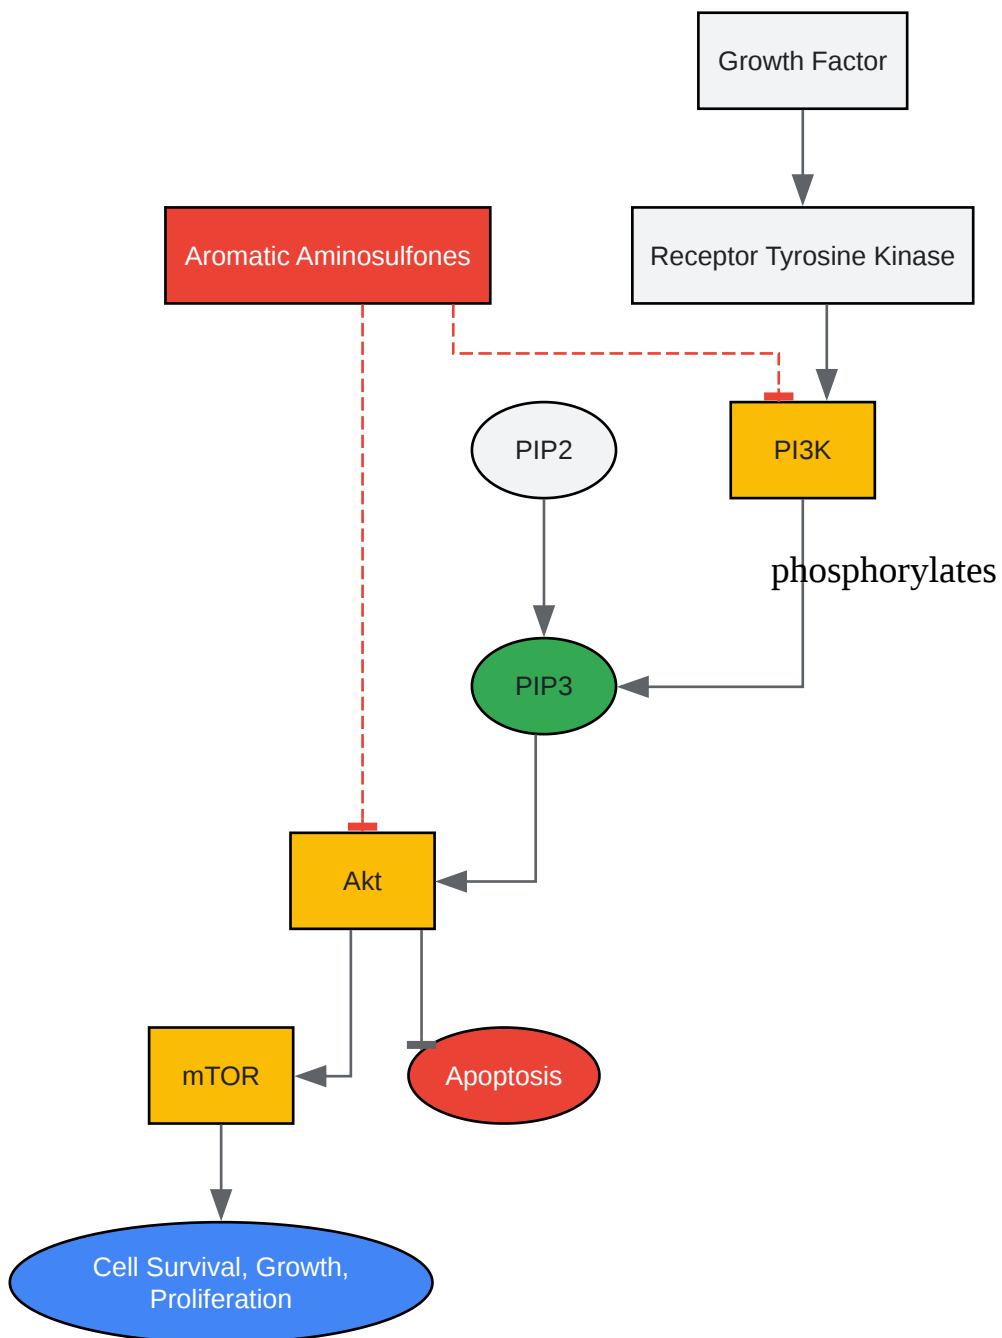 Growth Factor
Aromatic Aminosulfones
Receptor Tyrosine Kinase
PIP2
PI3K
phosphorylates
PIP3
Akt
mTOR
Apoptosis
Cell Survival, Growth,
Proliferation